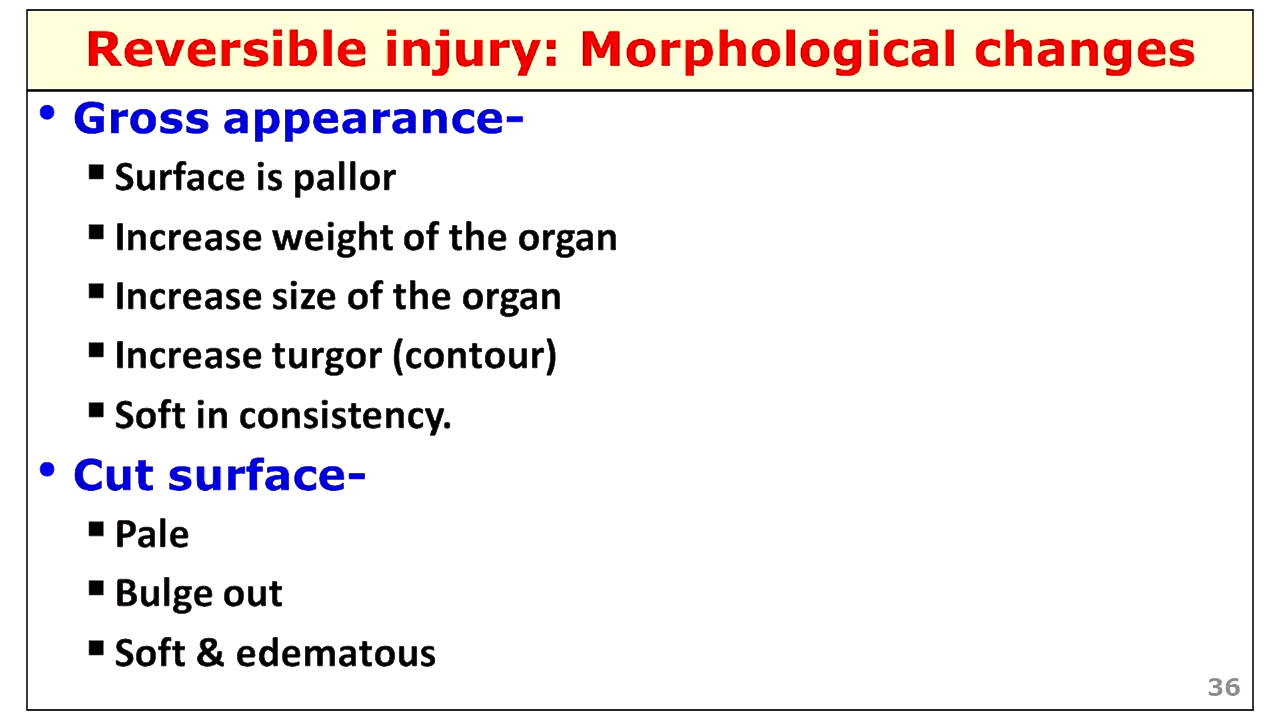 Reversible injury: Morphological changes
• Gross appearance-
▪ Surface is pallor
▪ Increase weight of the organ
▪ Increase size of the organ
▪ Increase turgor (contour)
▪ Soft in consistency.
• Cut surface-
▪ Pale
▪ Bulge out
▪ Soft & edematous
36